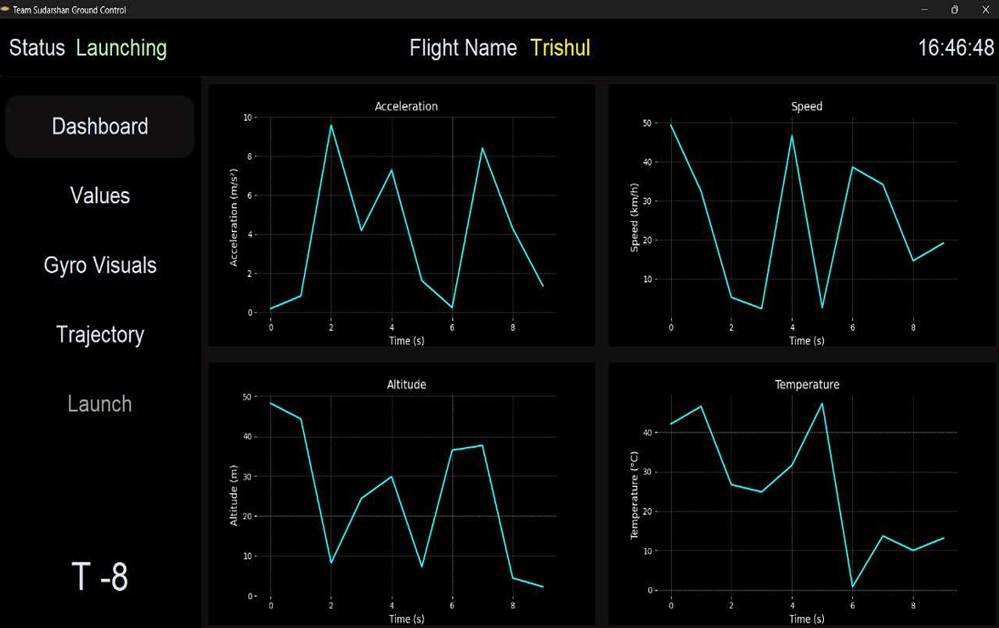 Team Sudarshan Ground Control
Status Launching
Flight Name Trishul
16:46:48
Dashboard
Values
Gyro Visuals
Trajectory
Launch
T -8
Acceleration
Acceleration (m/s²)
10
8
6
4
2
0
0 2 4 6 8
Time (s)
Speed
Speed (km/h)
50
40
30
20
10
0 2 4 6 8
Time (s)
Altitude
Altitude (m)
50
40
30
20
10
0
0 2 4 6 8
Time (s)
Temperature
Temperature (°C)
40
30
20
10
0
0 2 4 6 8
Time (s)